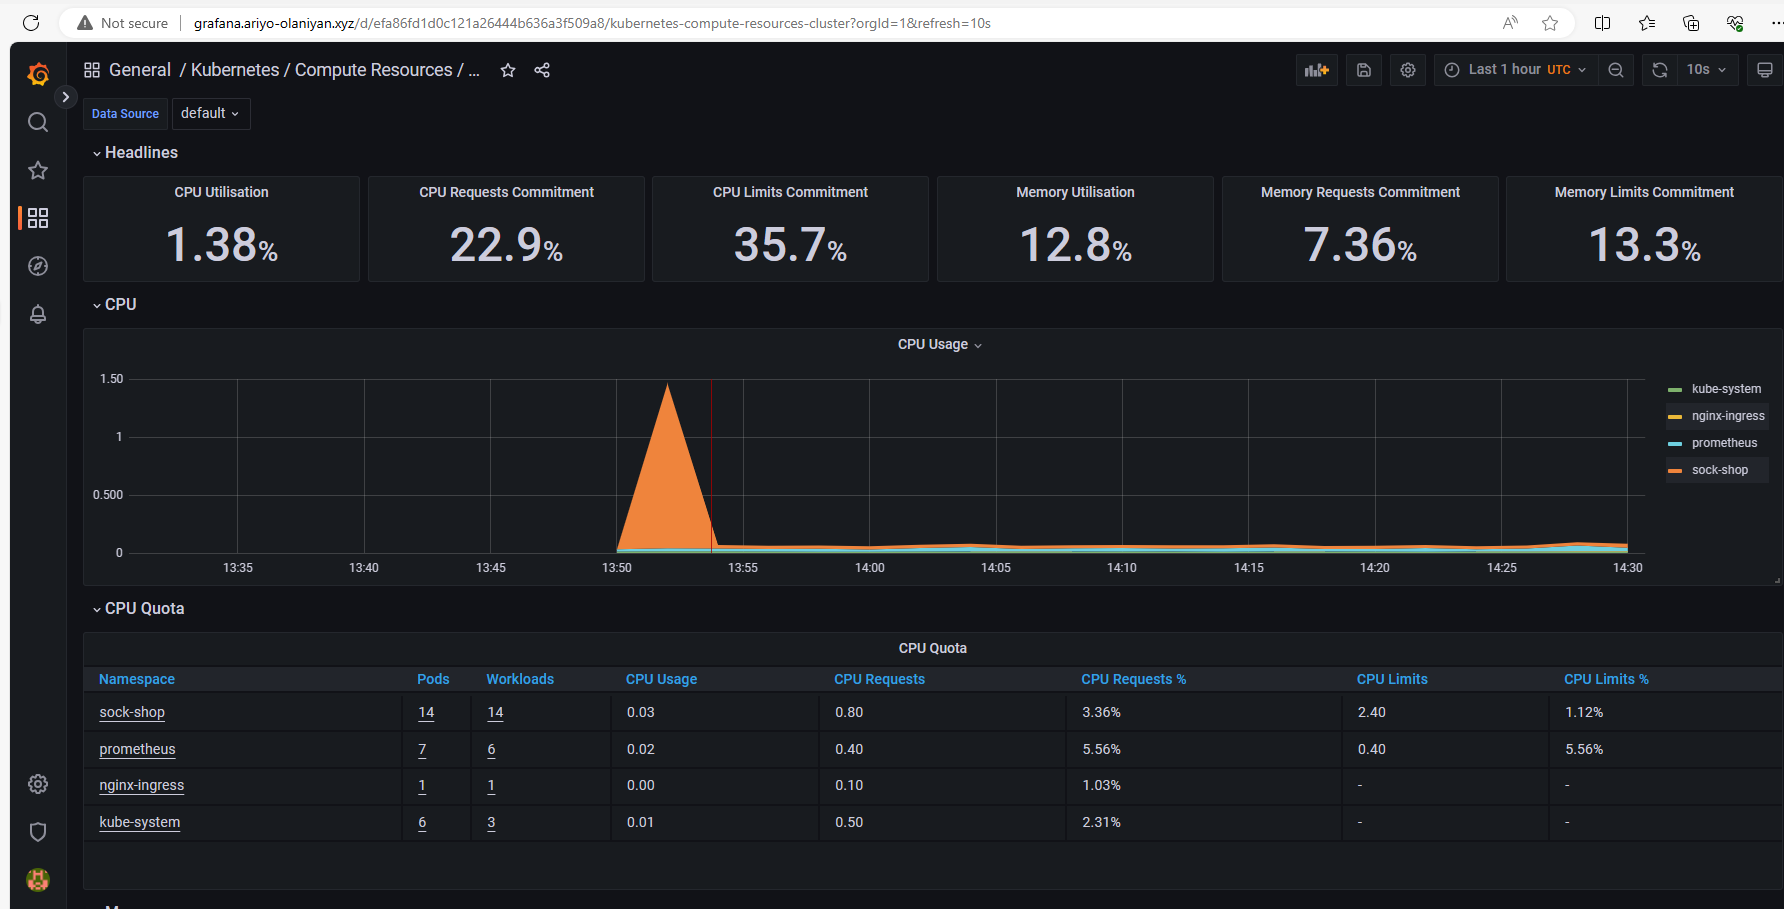 Not secure grafana.ariyo-olaniyan.xyz/d/efa86fd1d0c121a26444b636a3f509a8/kubernetes-compute-resources-cluster?orgId=1&refresh=10s
General / Kubernetes / Compute Resources / ...
Last 1 hour UTC
10s
Data Source default
Headlines
CPU Utilisation
1.38%
CPU Requests Commitment
22.9%
CPU Limits Commitment
35.7%
Memory Utilisation
12.8%
Memory Requests Commitment
7.36%
Memory Limits Commitment
13.3%
CPU
CPU Usage
1.50
1
0.500
0
13:35 13:40 13:45 13:50 13:55 14:00 14:05 14:10 14:15 14:20 14:25 14:30
kube-system
nginx-ingress
prometheus
sock-shop
CPU Quota
CPU Quota
Namespace Pods Workloads CPU Usage CPU Requests CPU Requests % CPU Limits CPU Limits %
sock-shop 14 14 0.03 0.80 3.36% 2.40 1.12%
prometheus 7 6 0.02 0.40 5.56% 0.40 5.56%
nginx-ingress 1 1 0.00 0.10 1.03% - -
kube-system 6 3 0.01 0.50 2.31% - -